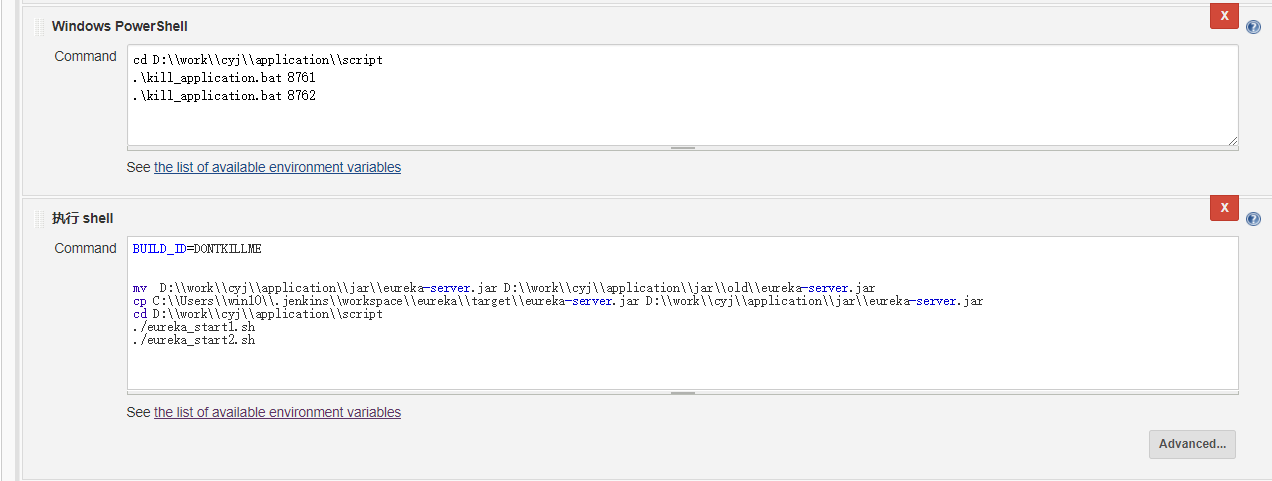 Windows PowerShell
X
Command
cd D:\\work\\cyj\\application\\script
.\kill_application.bat 8761
.\kill_application.bat 8762
See the list of available environment variables
执行 shell
X
Command
BUILD_ID=DONTKILLME
mv  D:\\work\\cyj\\application\\jar\\eureka-server.jar D:\\work\\cyj\\application\\jar\\old\\eureka-server.jar
cp C:\\Users\\win10\\.jenkins\\workspace\\eureka\\target\\eureka-server.jar D:\\work\\cyj\\application\\jar\\eureka-server.jar
cd D:\\work\\cyj\\application\\script
./eureka_start1.sh
./eureka_start2.sh
See the list of available environment variables
Advanced...